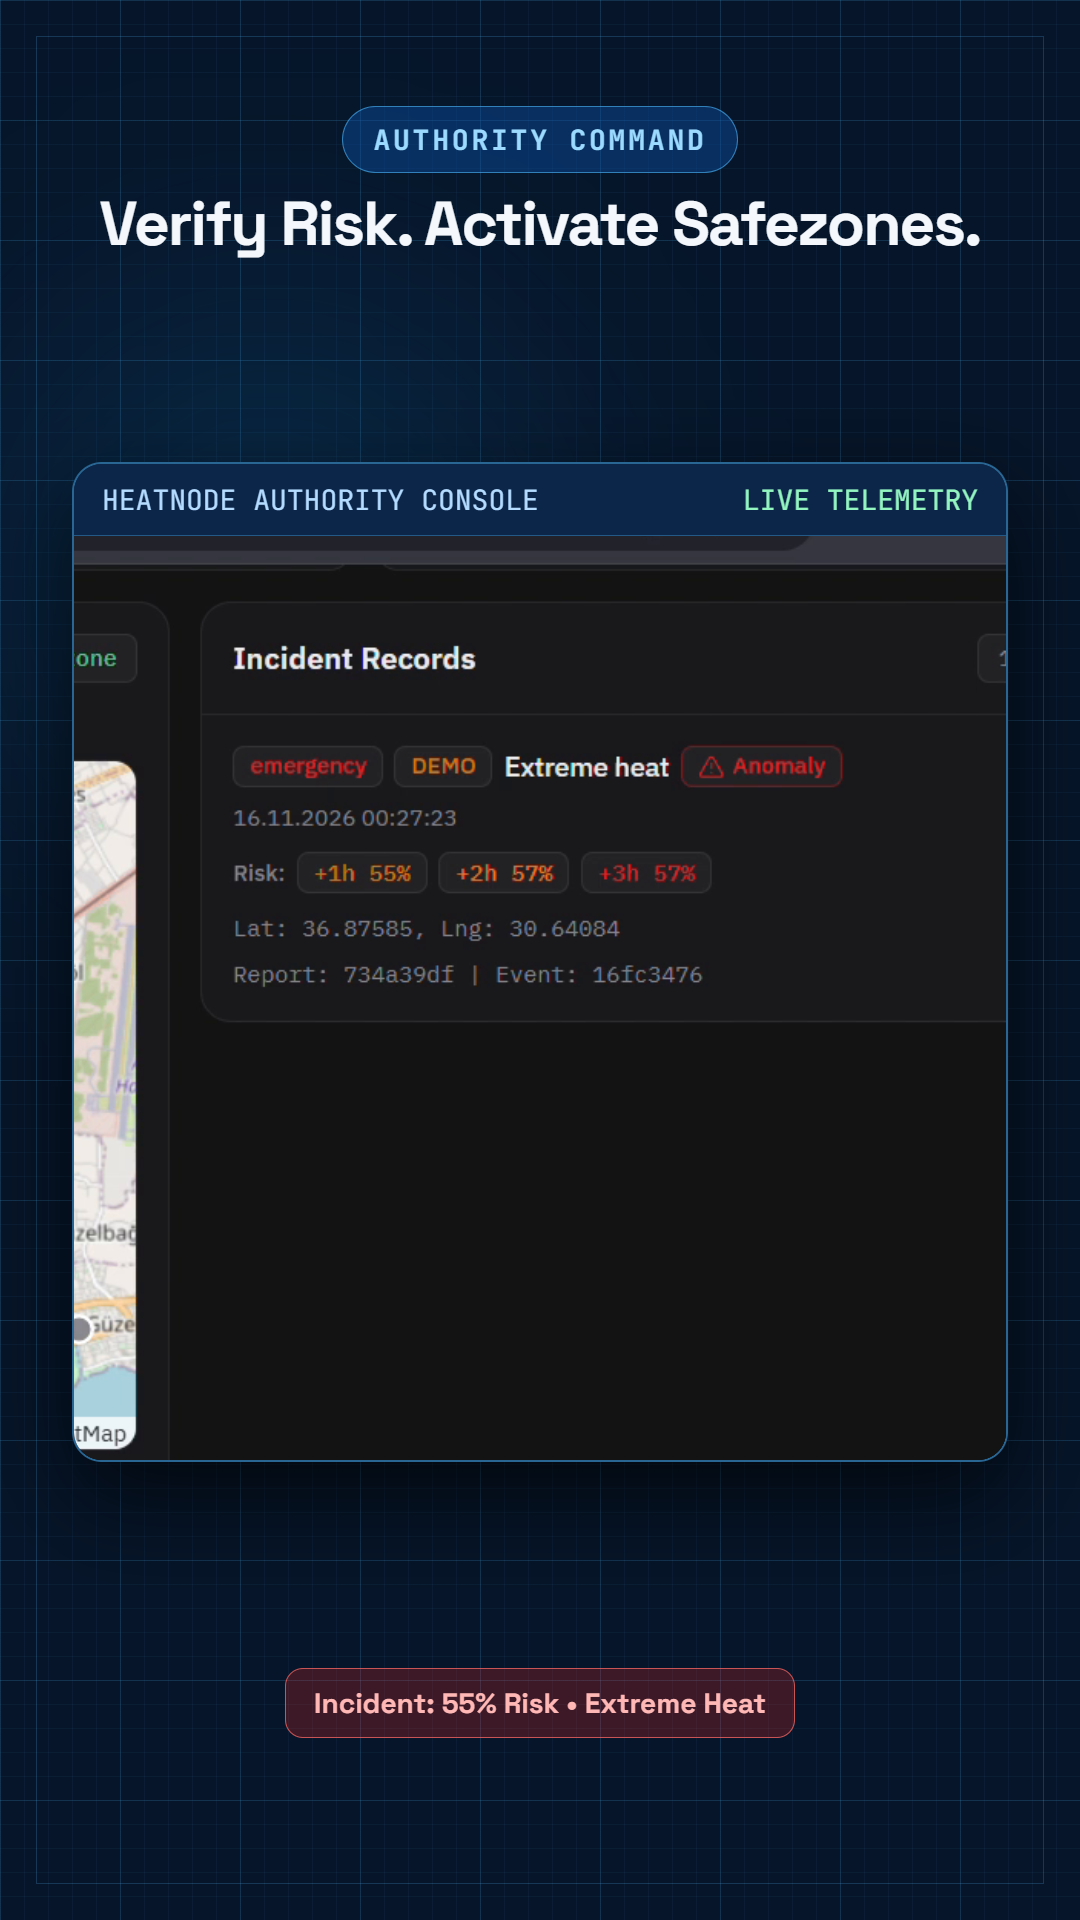 AUTHORITY COMMAND
Verify Risk. Activate Safezones.
HEATNODE AUTHORITY CONSOLE
LIVE TELEMETRY
one
Incident Records
emergency DEMO Extreme heat Anomaly
16.11.2026 00:27:23
Risk: +1h 55% +2h 57% +3h 57%
Lat: 36.87585, Lng: 30.64084
Report: 734a39df | Event: 16fc3476
zelbağ
Güze
tMap
Incident: 55% Risk • Extreme Heat